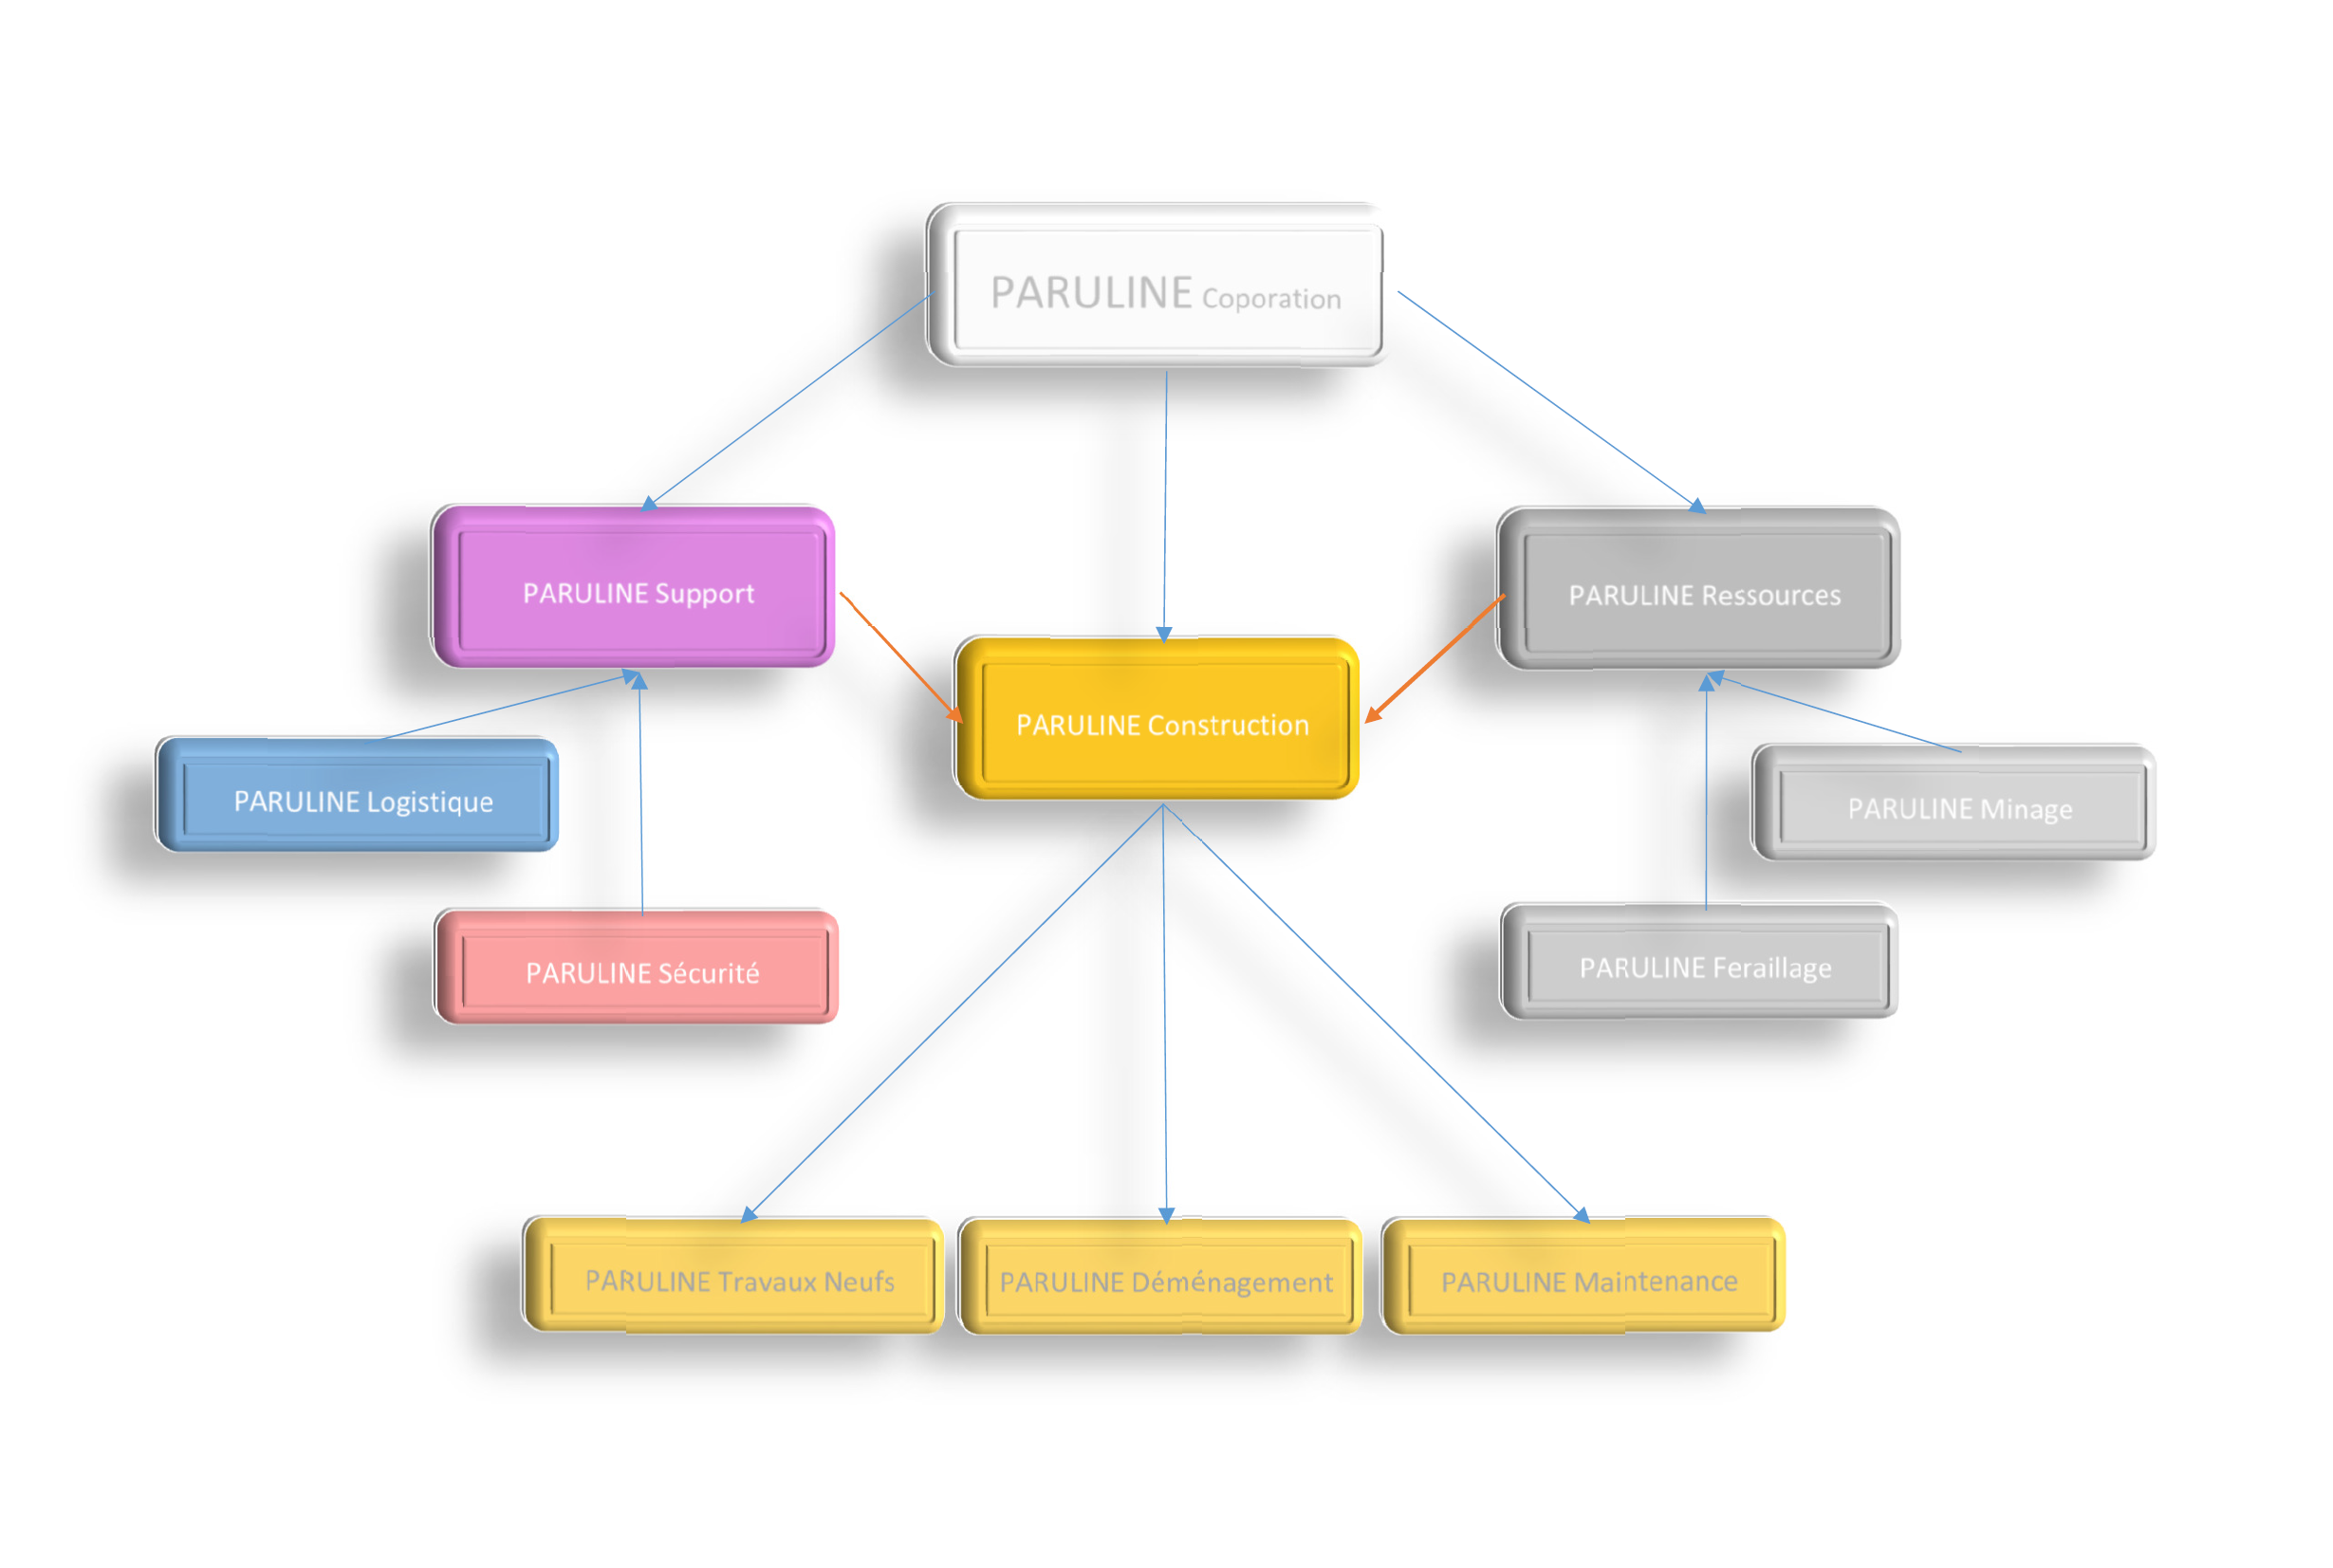 PARULINE Coporation
PARULINE Support
PARULINE Ressources
PARULINE Construction
PARULINE Logistique
PARULINE Minage
PARULINE Sécurité
PARULINE Feraillage
PARULINE Travaux Neufs
PARULINE Déménagement
PARULINE Maintenance